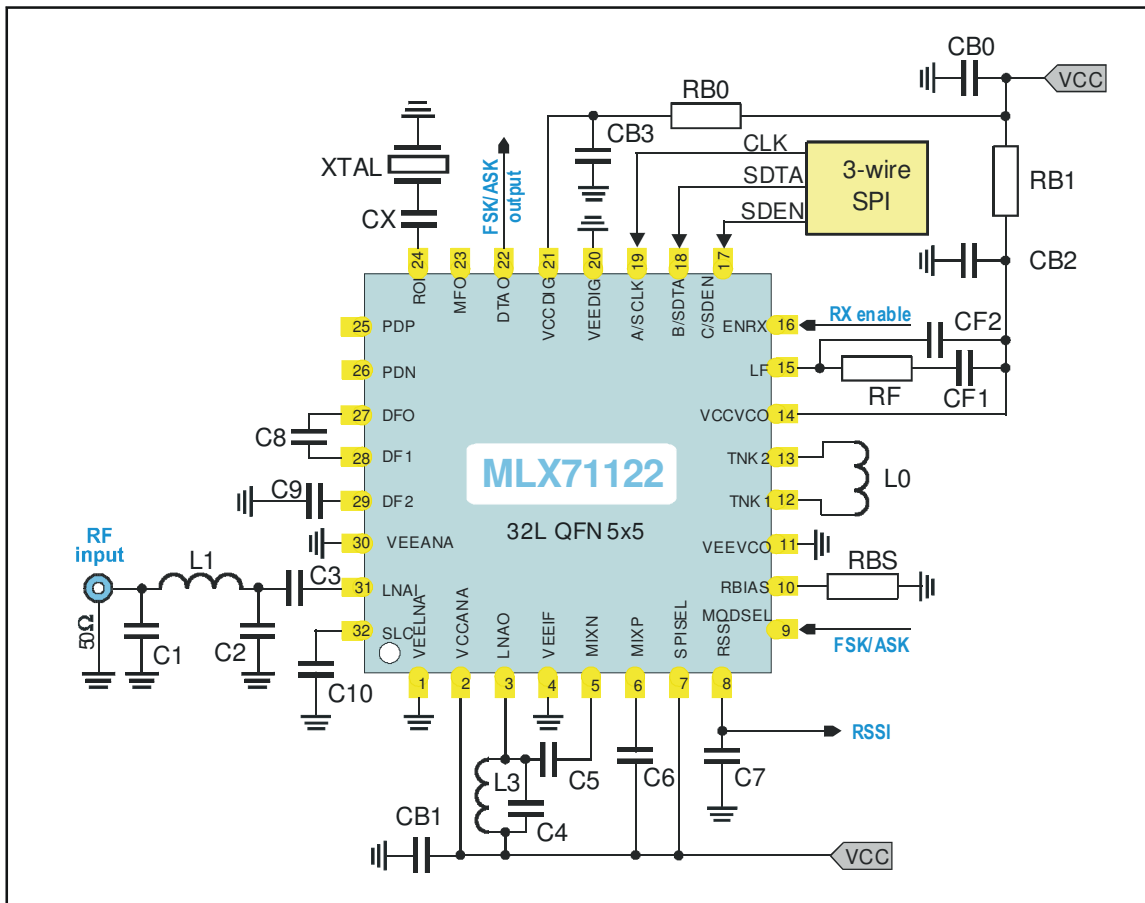 CB0
VCC
RB0
CB3
CLK
SDTA
SDEN
3-wire
SPI
RB1
XTAL
CX
FSK/ASK
output
CB2
24
23
22
21
20
19
18
17
ROI
MFO
DTAO
VCCDIG
VEEDIG
A/SCLK
B/SDTA
C/SDEN
25 PDP
ENRX 16
RX enable
CF2
26 PDN
LF 15
RF
CF1
27 DFO
VCCVCO 14
C8
28 DF1
TNK2 13
L0
MLX71122
32L QFN 5x5
C9
29 DF2
TNK1 12
30 VEEANA
VEEVCO 11
RF
input
L1
C3
31 LNAI
RBIAS 10
RBS
50Ω
C1
C2
32 SLC
MODSEL 9
FSK/ASK
C10
VEELNA
VCCANA
LNAO
VEEIF
MIXN
MIXP
SPISEL
RSSI
1
2
3
4
5
6
7
8
RSSI
L3
C5
C6
C7
C4
CB1
VCC